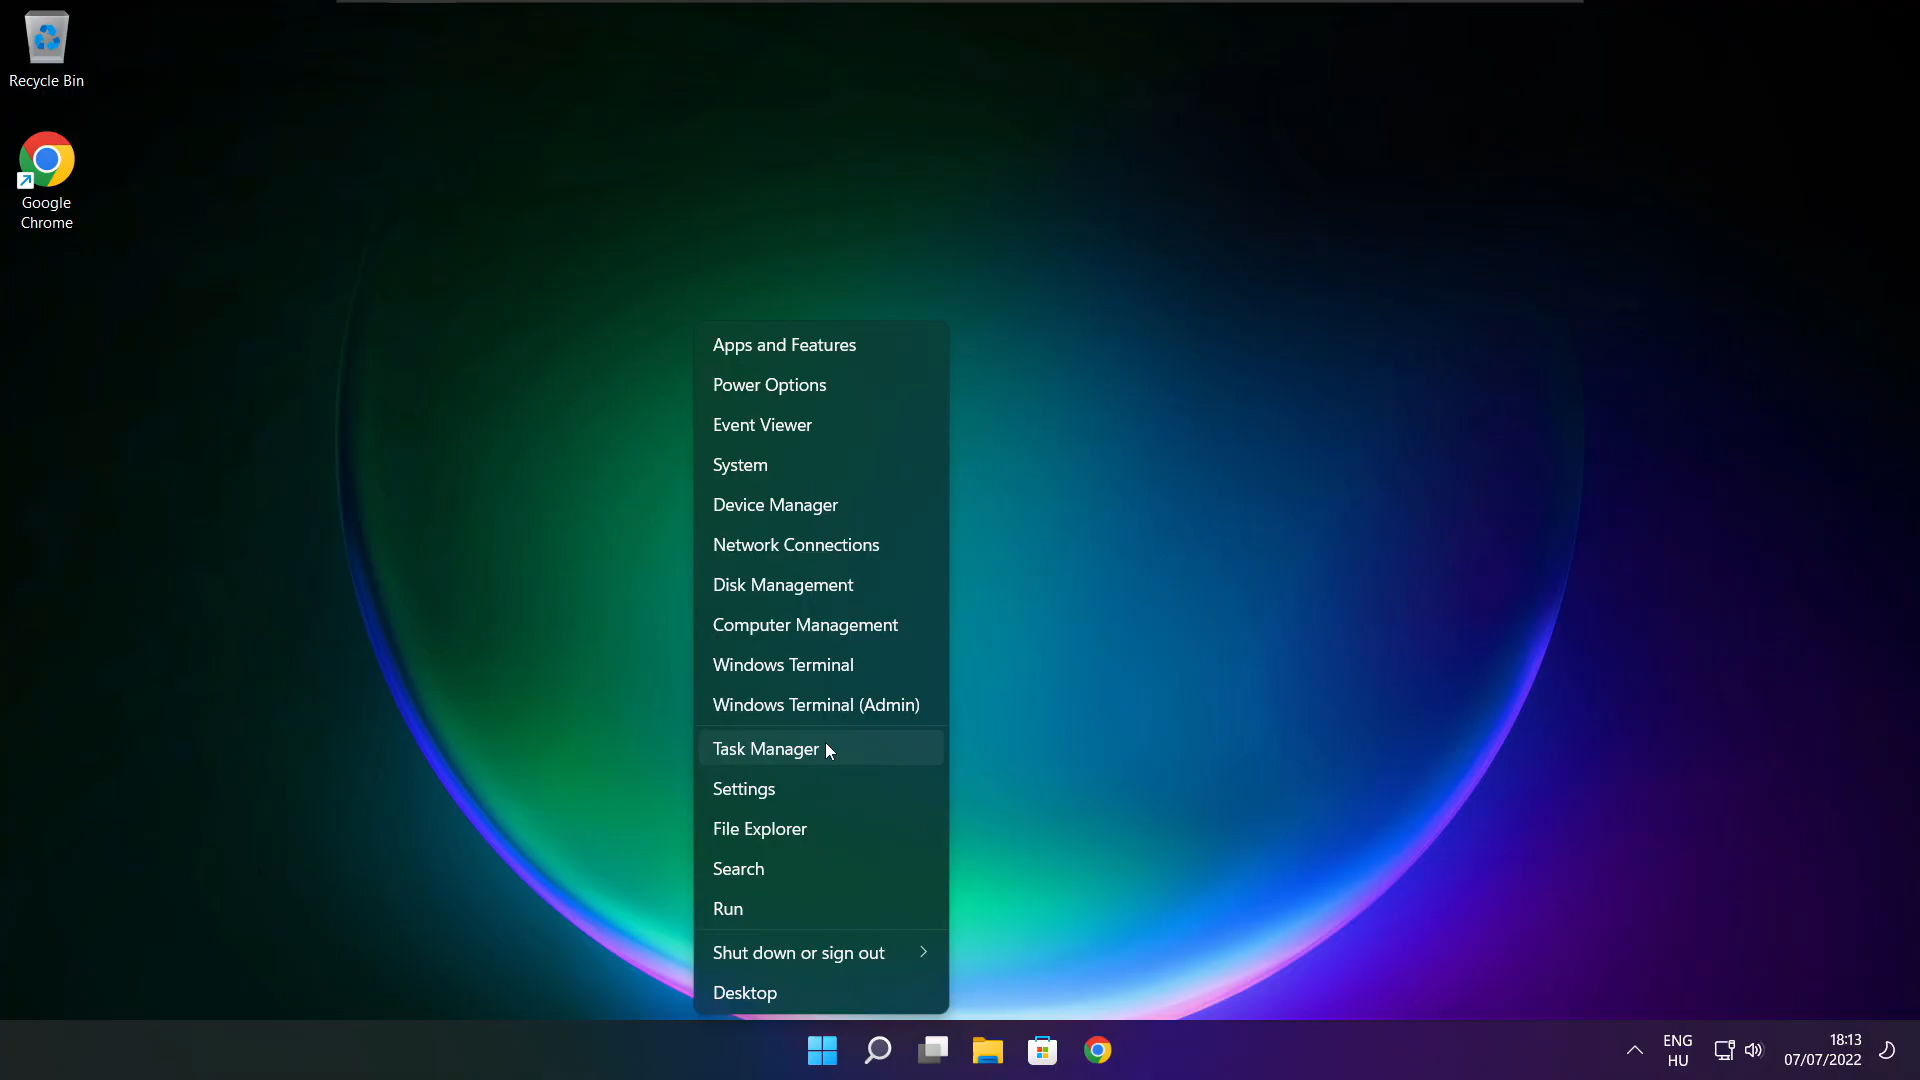 Recycle Bin
Google
Chrome
Apps and Features
Power Options
Event Viewer
System
Device Manager
Network Connections
Disk Management
Computer Management
Windows Terminal
Windows Terminal (Admin)
Task Manager
Settings
File Explorer
Search
Run
Shut down or sign out
Desktop
ENG
HU
18:13
07/07/2022